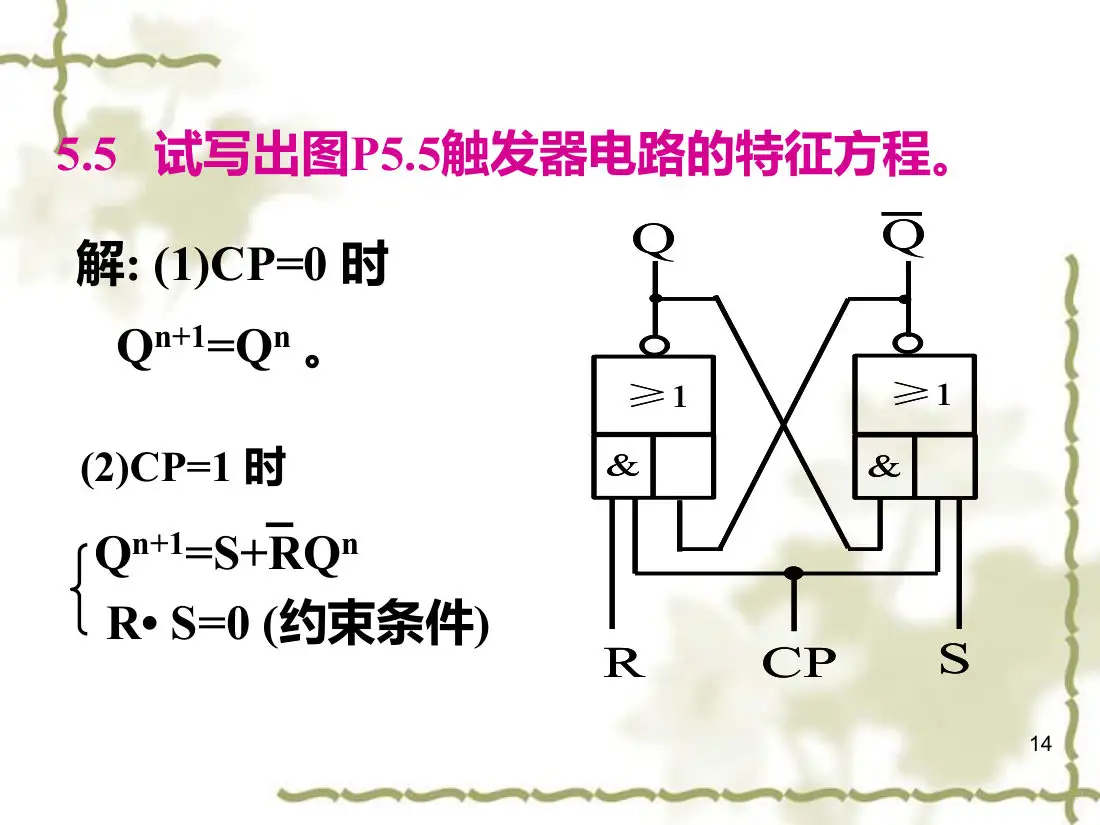 5.5 试写出图P5.5触发器电路的特征方程。
解: (1)CP=0 时
Qⁿ⁺¹=Qⁿ 。
(2)CP=1 时
Qⁿ⁺¹=S+R̅Qⁿ
R• S=0 (约束条件)
Q Q̅
≥1 ≥1
& &
R CP S
14